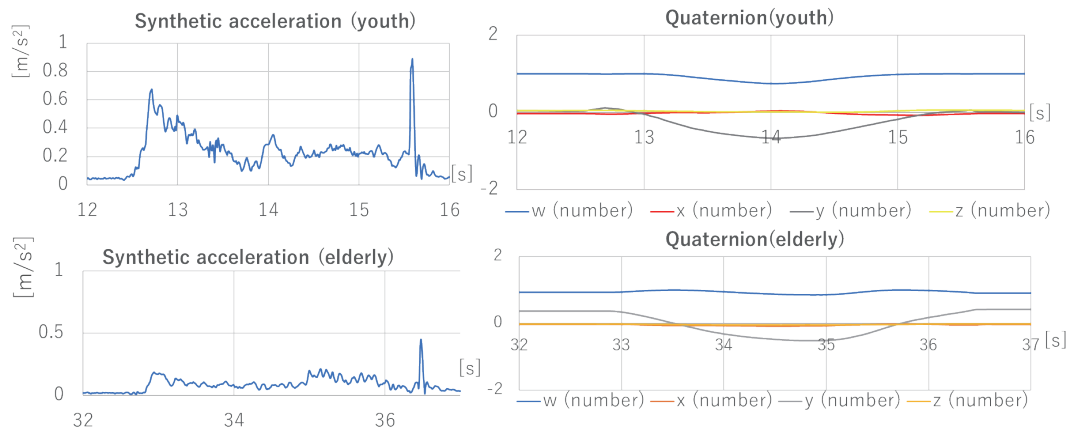 Synthetic acceleration (youth)
[m/s²]
1
0.8
0.6
0.4
0.2
0
[s]
12 13 14 15 16
Quaternion(youth)
2
0
[s]
12 13 14 15 16
-2
w (number) x (number) y (number) z (number)
Synthetic acceleration (elderly)
[m/s²]
1
0.5
0
[s]
32 34 36
Quaternion(elderly)
2
0
32 33 34 35 36 37 [s]
-2
w (number) x (number) y (number) z (number)